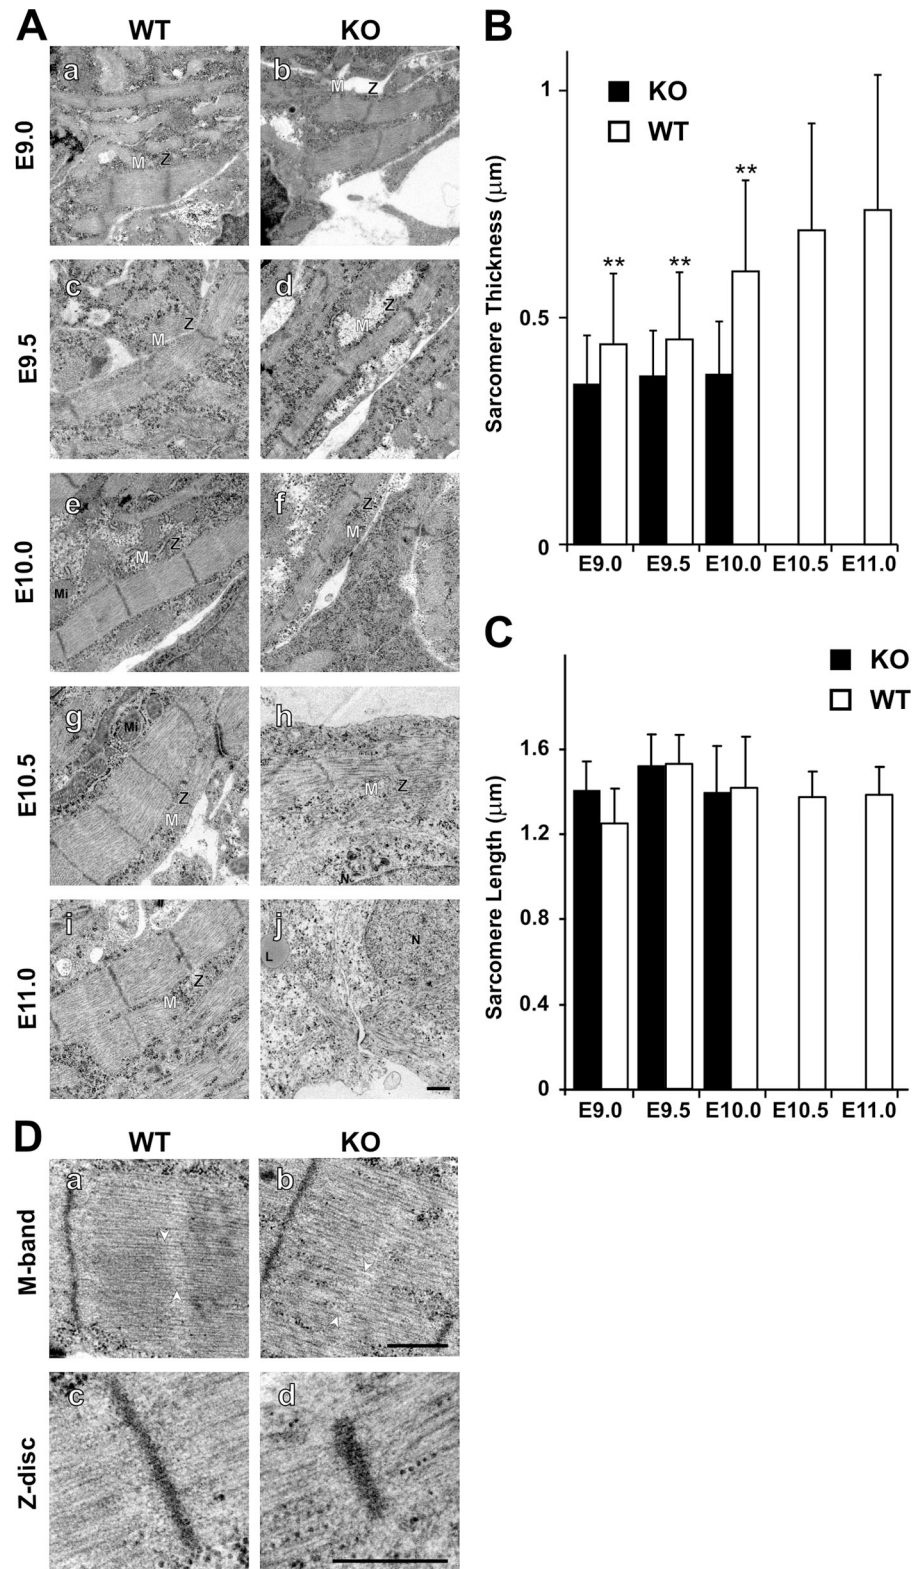 A
WT
KO
E9.0
a
M
Z
b
M
Z
E9.5
c
M
Z
d
M
Z
E10.0
e
M
Z
Mi
f
Z
M
E10.5
g
Mi
Z
M
h
M
Z
N
E11.0
i
Z
M
j
L
N
B
Sarcomere Thickness (μm)
1
0.5
0
KO
WT
**
**
**
E9.0 E9.5 E10.0 E10.5 E11.0
C
Sarcomere Length (μm)
1.6
1.2
0.8
0.4
0
KO
WT
E9.0 E9.5 E10.0 E10.5 E11.0
D
WT
KO
M-band
a
b
Z-disc
c
d